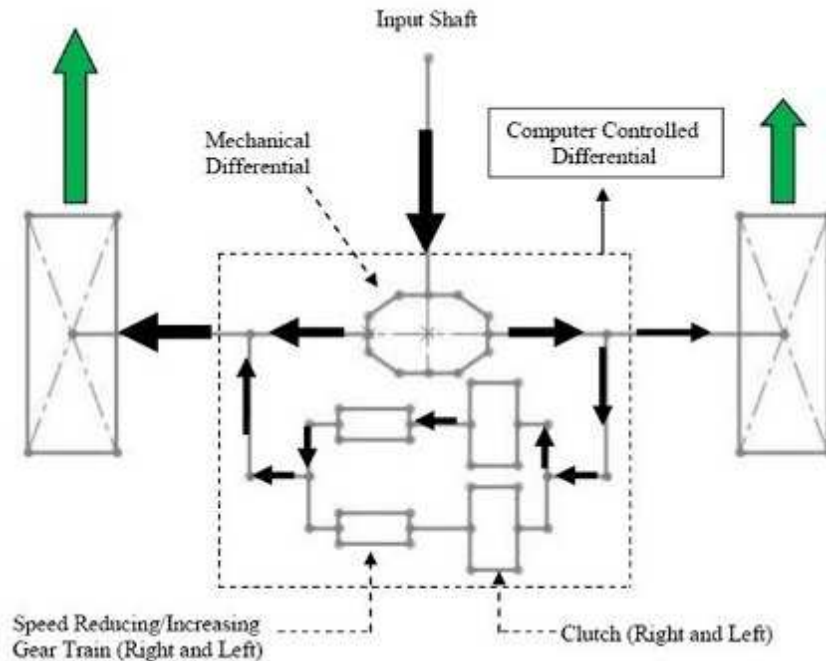 Input Shaft
Mechanical
Differential
Computer Controlled
Differential
Speed Reducing/Increasing
Gear Train (Right and Left)
Clutch (Right and Left)